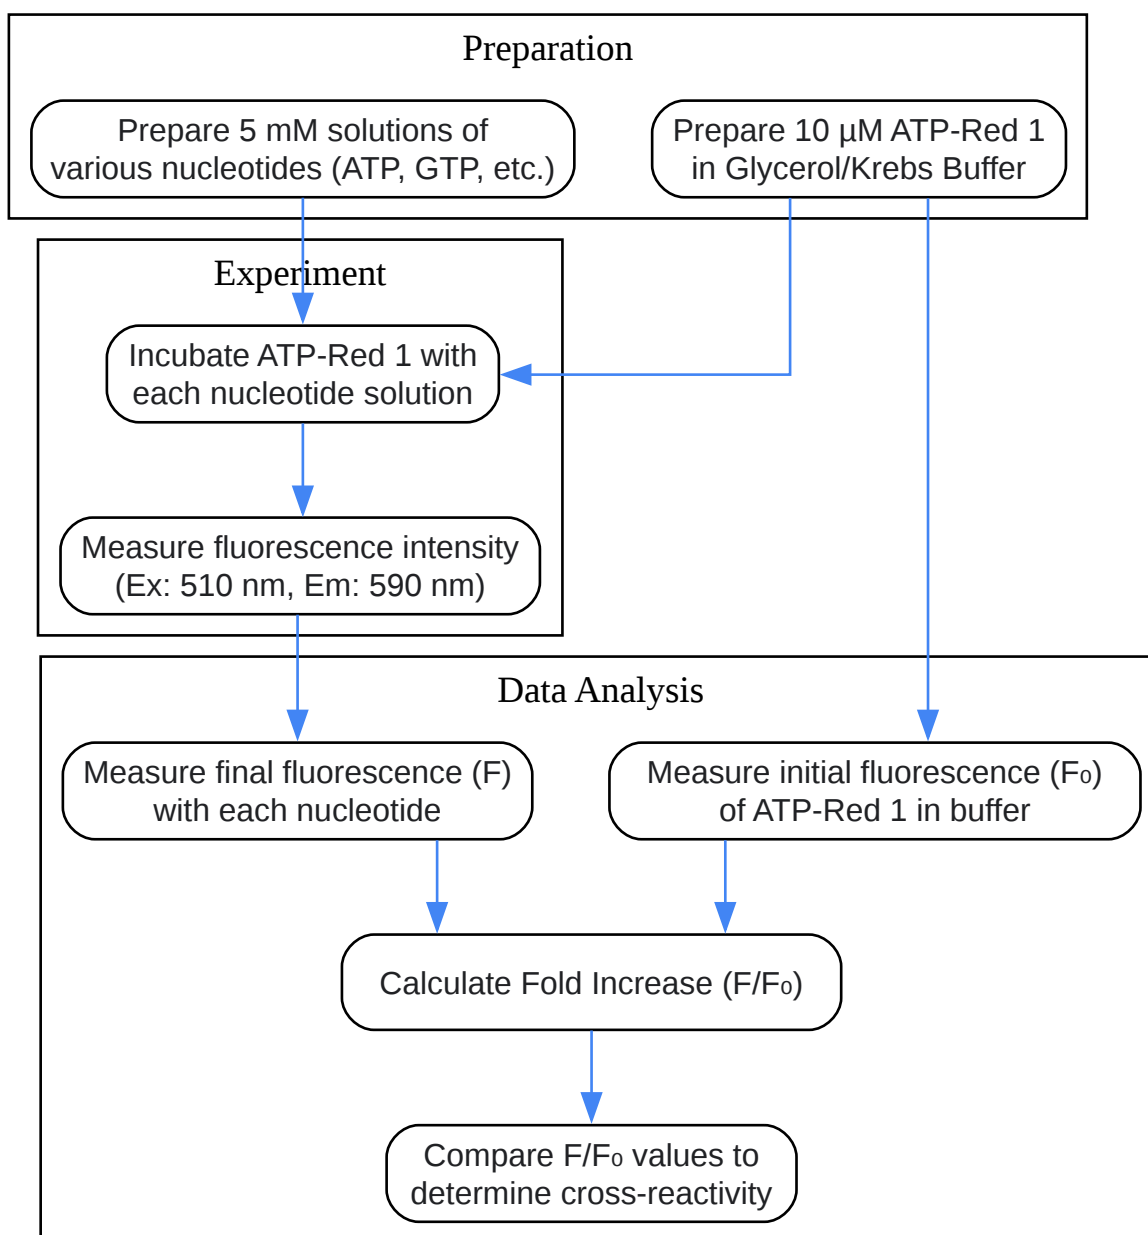 Preparation
Prepare 5 mM solutions of
various nucleotides (ATP, GTP, etc.)
Prepare 10 µM ATP-Red 1
in Glycerol/Krebs Buffer
Experiment
Incubate ATP-Red 1 with
each nucleotide solution
Measure fluorescence intensity
(Ex: 510 nm, Em: 590 nm)
Data Analysis
Measure final fluorescence (F)
with each nucleotide
Measure initial fluorescence (F₀)
of ATP-Red 1 in buffer
Calculate Fold Increase (F/F₀)
Compare F/F₀ values to
determine cross-reactivity